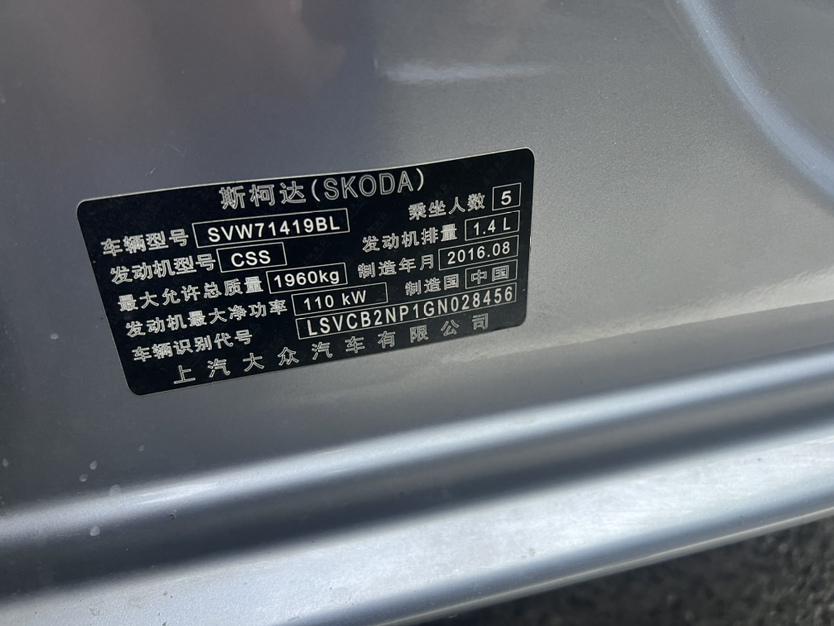 斯柯达(SKODA)
车辆型号 SVW71419BL 乘坐人数 5
发动机型号 CSS 发动机排量 1.4 L
最大允许总质量 1960kg 制造年月 2016.08
发动机最大净功率 110 kW 制造国 中国
车辆识别代号 LSVCB2NP1GN028456
上汽大众汽车有限公司